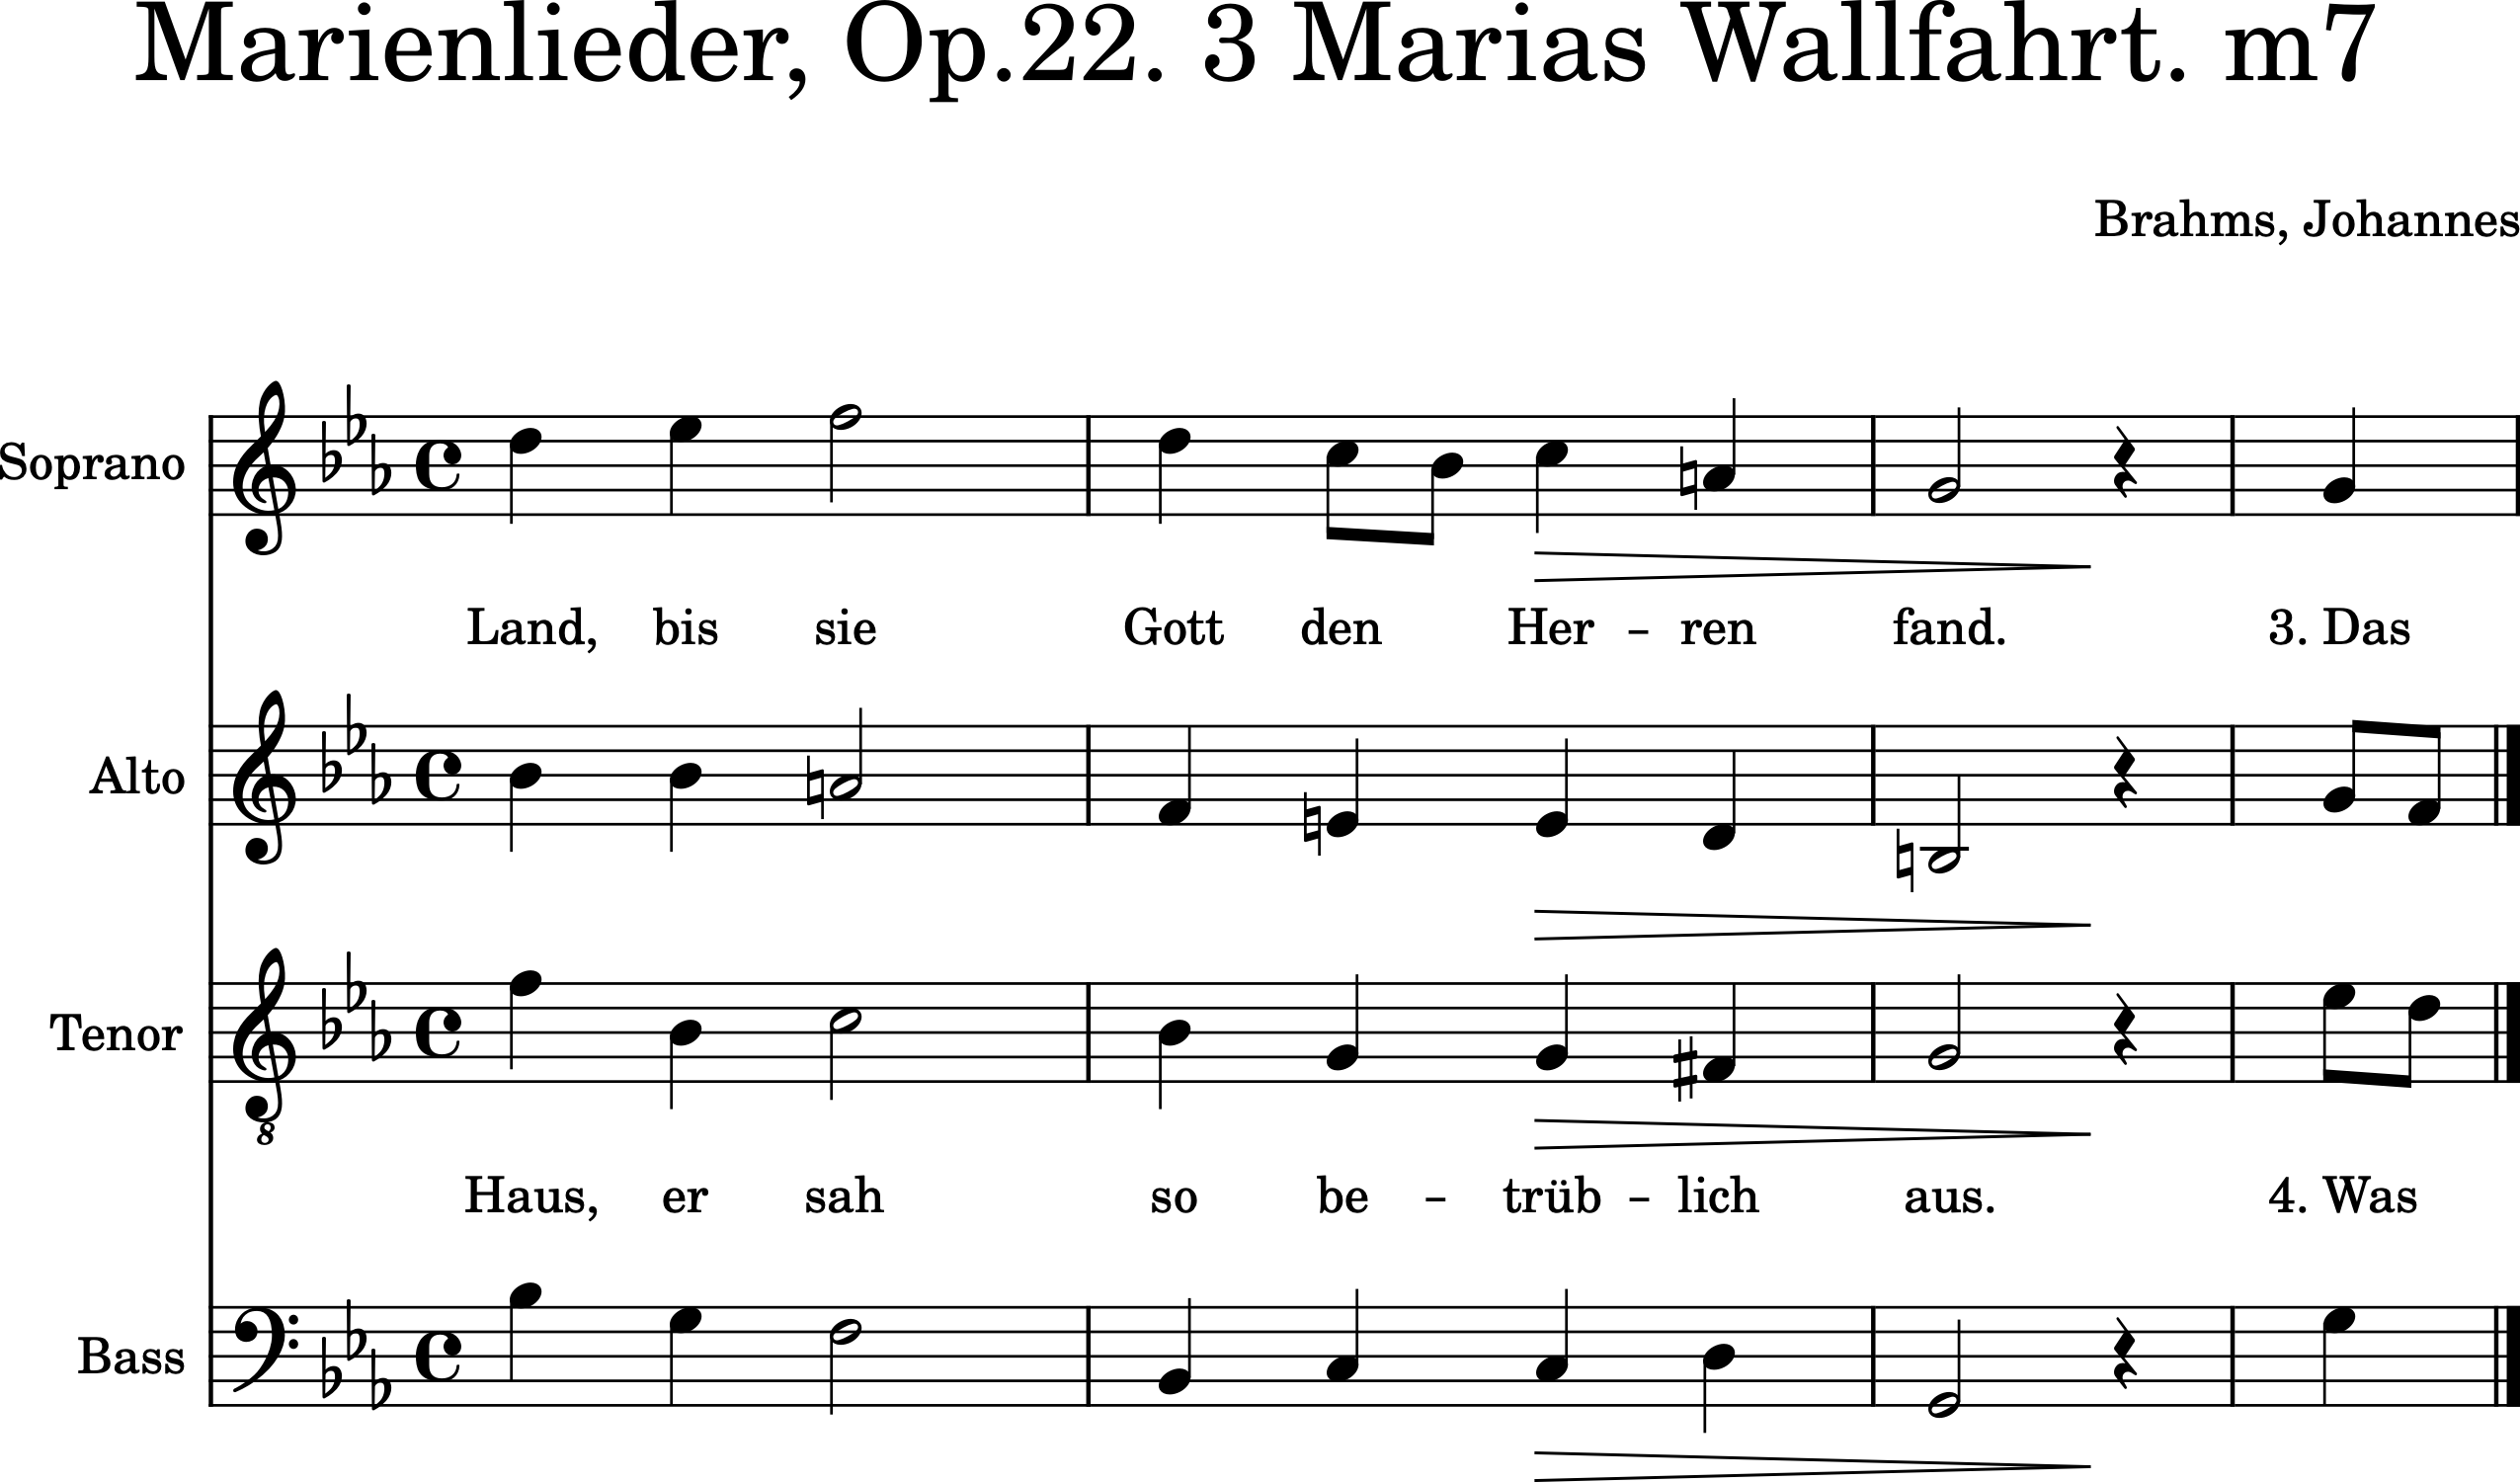 Marienlieder, Op.22. 3 Marias Wallfahrt. m7
Brahms, Johannes
Soprano
Land, bis sie Gott den Her – ren fand. 3. Das
Alto
Tenor
8
Haus, er sah so be – trüb – lich aus. 4. Was
Bass